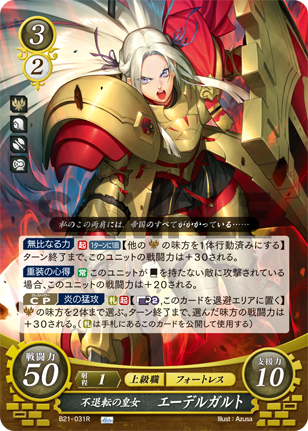 3
2
私のこの両肩には、帝国のすべてがかかっている……
無比なる力 起 1ターンに1回 【他の の味方を1体行動済みにする】
ターン終了まで、このユニットの戦闘力は+30される。
重装の心得 常 このユニットが を持たない敵に攻撃されている
場合、このユニットの戦闘力は+20される。
CCP 炎の猛攻 札 起 【 2、このカードを退避エリアに置く】
味方を2体まで選ぶ。ターン終了まで、選んだ味方の戦闘力は
+30される。(札は手札にあるこのカードを公開して使用する)
戦闘力
50
射程 1 上級職 フォートレス
支援力
10
不退転の皇女 エーデルガルト
B21-031R
Illust:Azusa